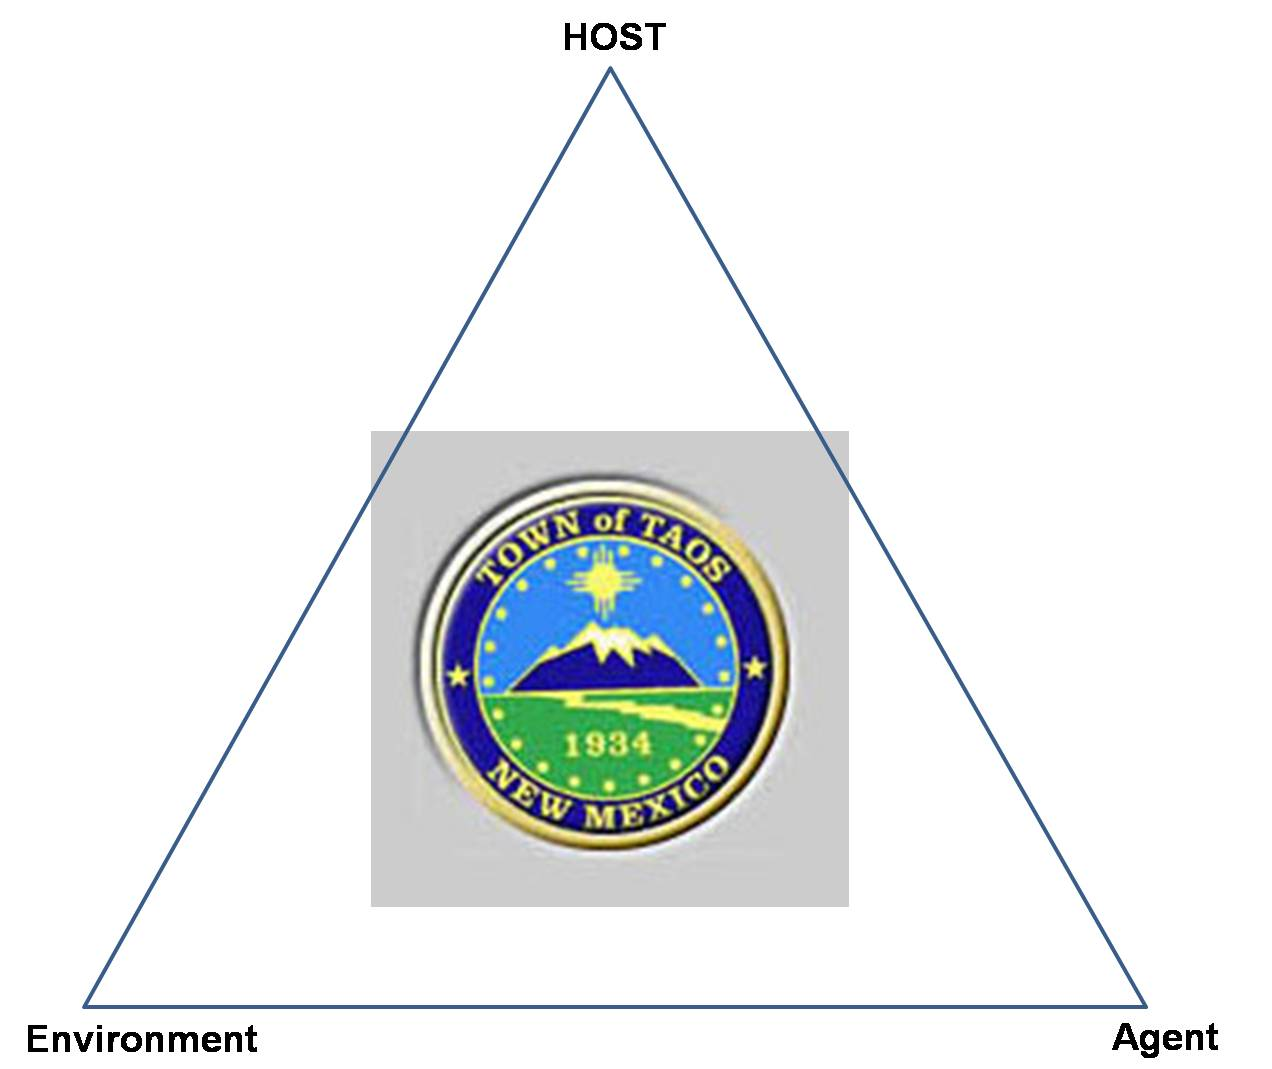 HOST
TOWN of TAOS
1934
NEW MEXICO
Environment
Agent